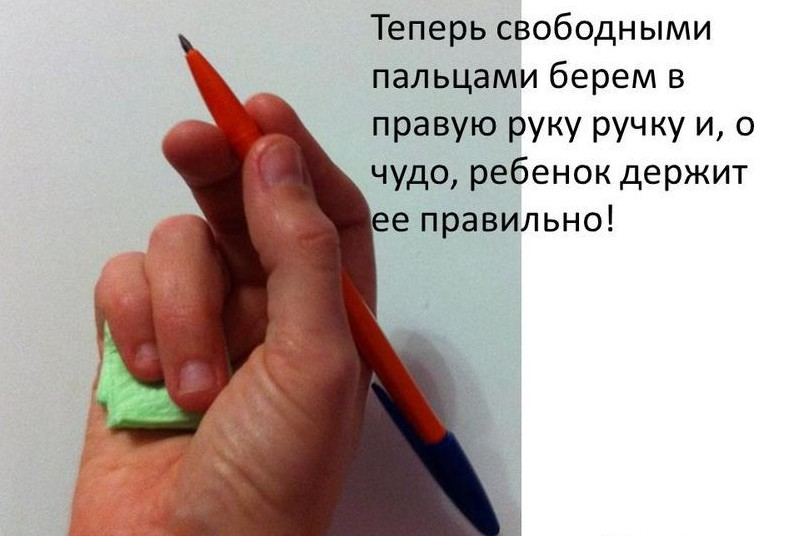 Теперь свободными
пальцами берем в
правую руку ручку и, о
чудо, ребенок держит
ее правильно!